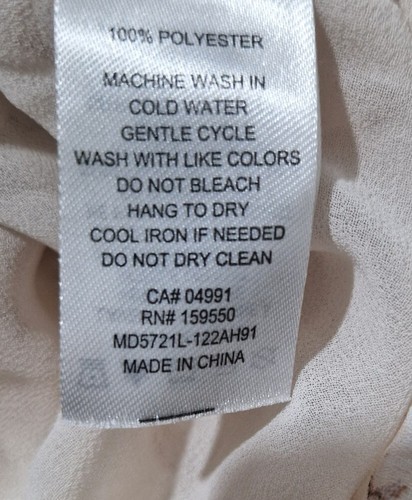 100% POLYESTER
MACHINE WASH IN
COLD WATER
GENTLE CYCLE
WASH WITH LIKE COLORS
DO NOT BLEACH
HANG TO DRY
COOL IRON IF NEEDED
DO NOT DRY CLEAN
CA# 04991
RN# 159550
MD5721L-122AH91
MADE IN CHINA